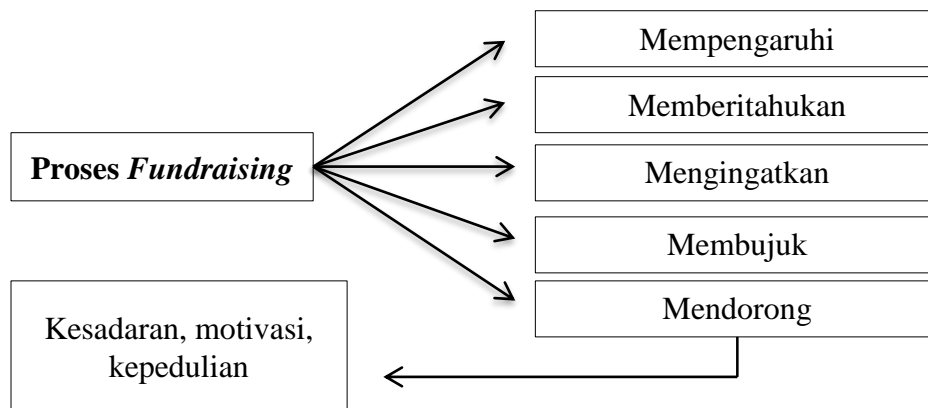 Mempengaruhi
Memberitahukan
Proses Fundraising
Mengingatkan
Membujuk
Mendorong
Kesadaran, motivasi,
kepedulian